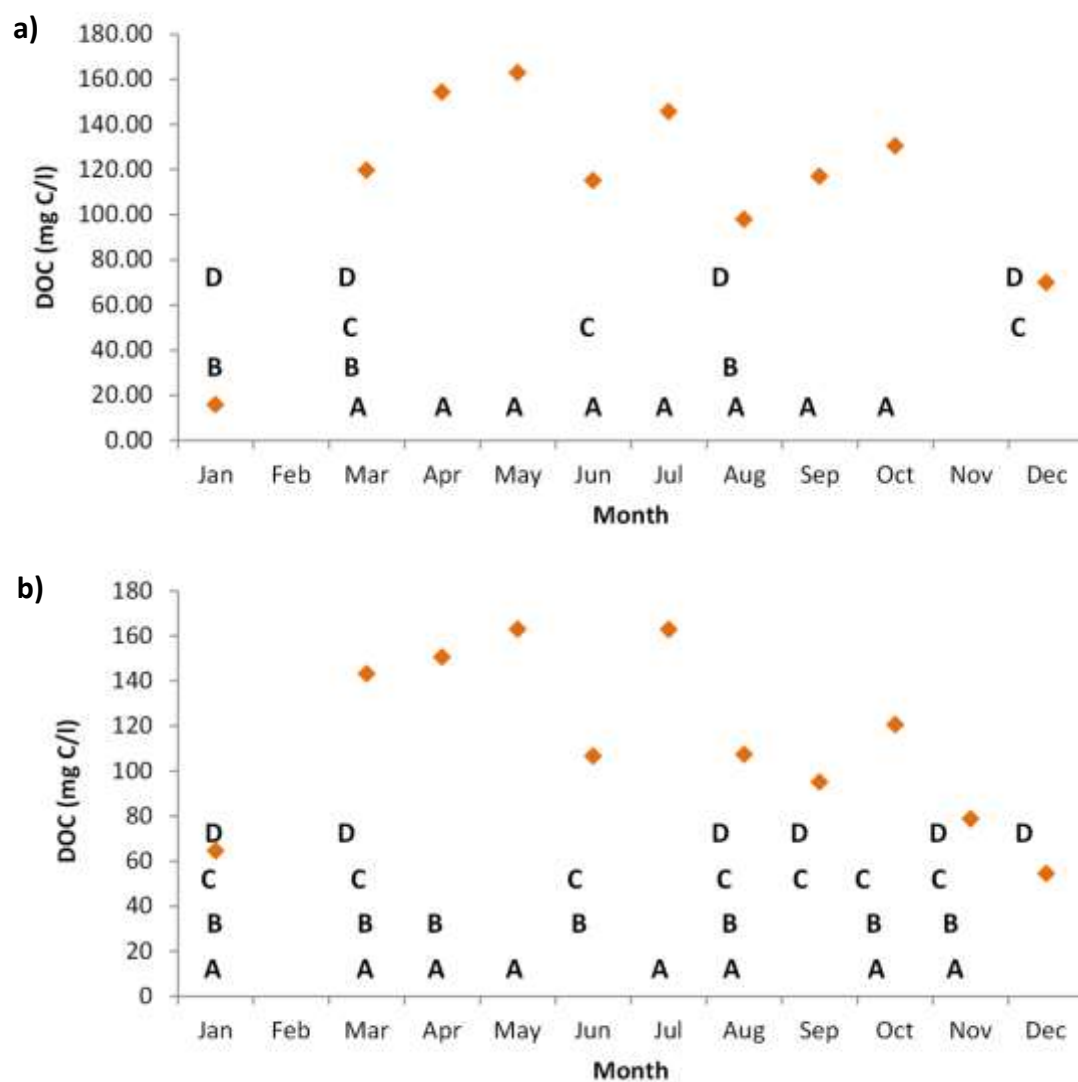 a)
DOC (mg C/l)
180.00
160.00
140.00
120.00
100.00
80.00
60.00
40.00
20.00
0.00
D D D D
C C C
B B B
A A A A A A A A
Jan Feb Mar Apr May Jun Jul Aug Sep Oct Nov Dec
Month
b)
DOC (mg C/l)
180
160
140
120
100
80
60
40
20
0
D D D D D D
C C C C C C C
B B B B B B B
A A A A A A A A
Jan Feb Mar Apr May Jun Jul Aug Sep Oct Nov Dec
Month